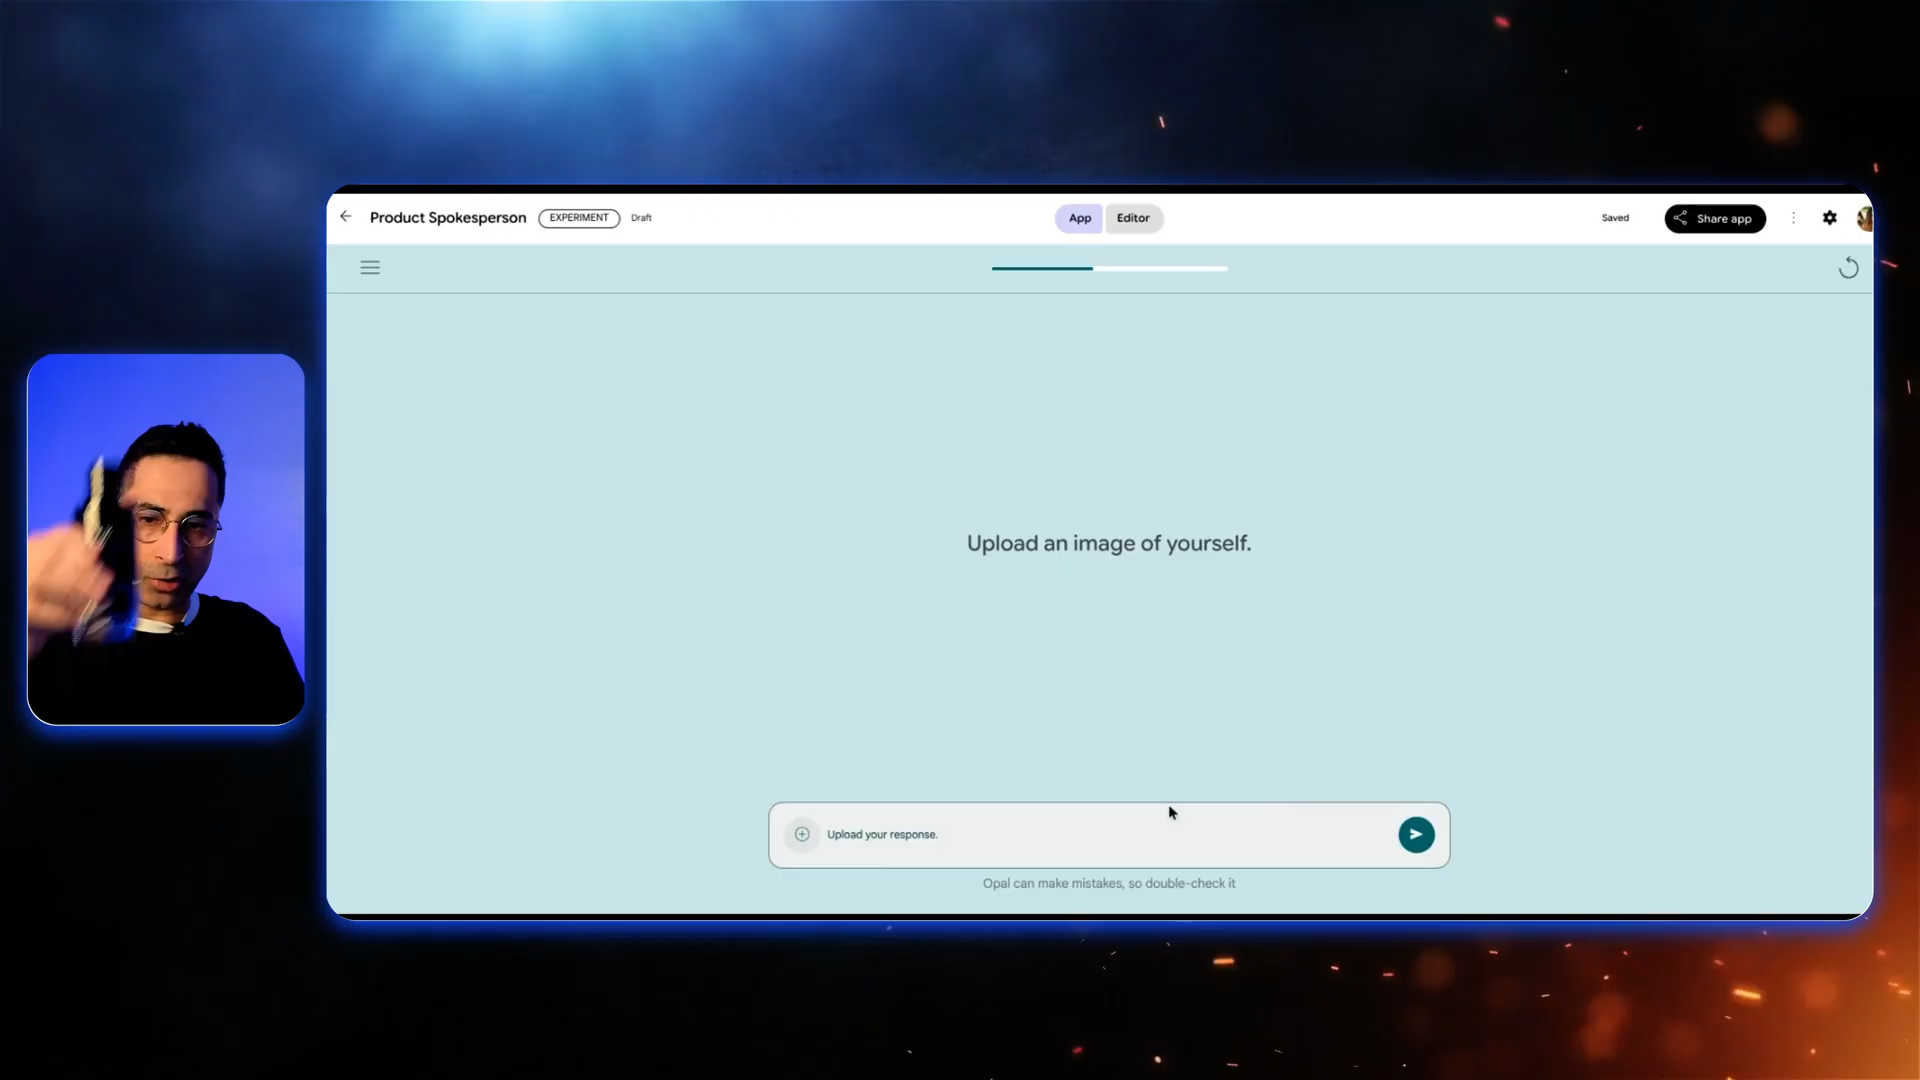 Product Spokesperson EXPERIMENT Draft App Editor Saved Share app
Upload an image of yourself.
Upload your response.
Opal can make mistakes, so double-check it